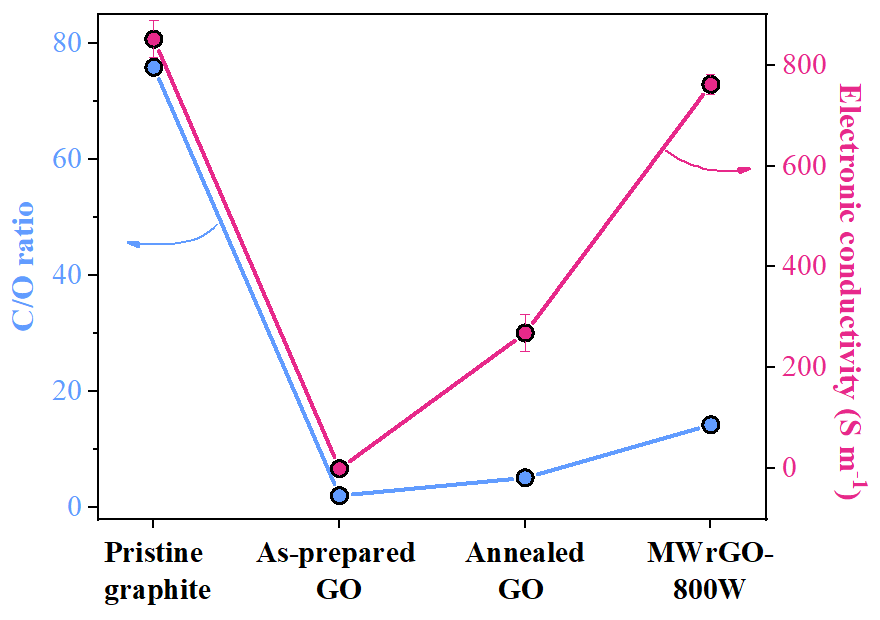 80
60
40
20
0
C/O ratio
800
600
400
200
0
Electronic conductivity (S m⁻¹)
Pristine
graphite
As-prepared
GO
Annealed
GO
MWrGO-
800W